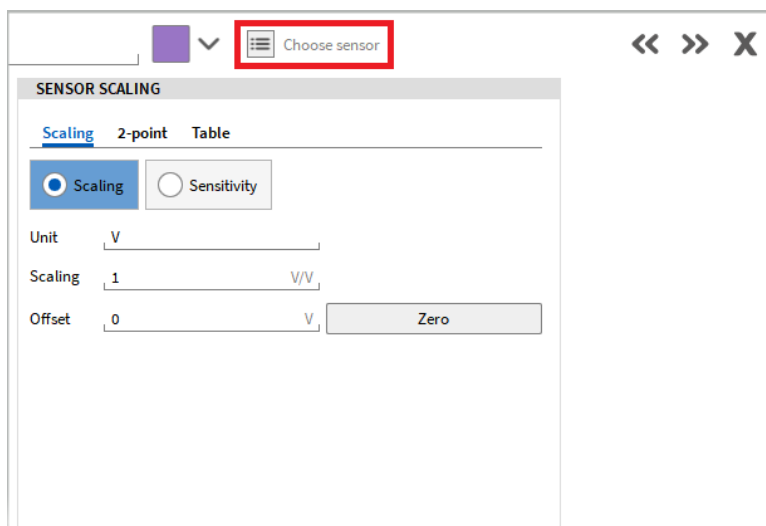 Choose sensor
SENSOR SCALING
Scaling 2-point Table
Scaling Sensitivity
Unit V
Scaling 1 V/V
Offset 0 V Zero